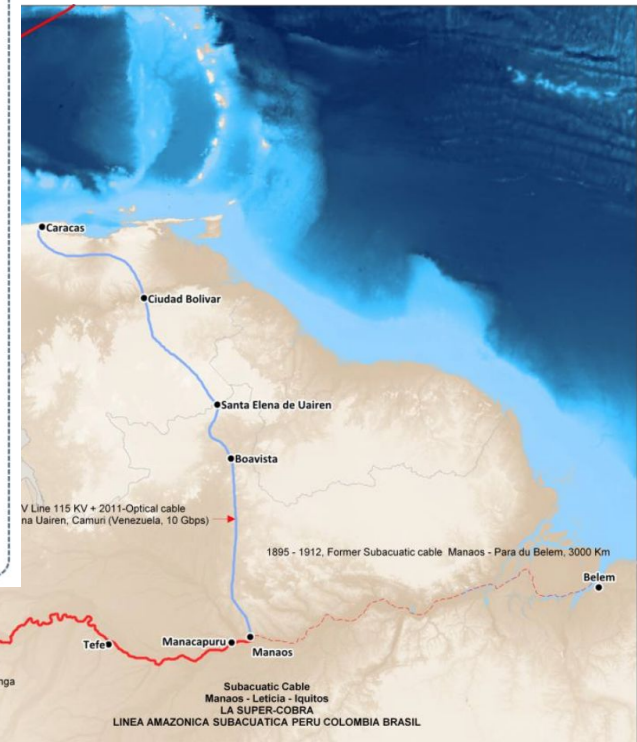 Caracas
Ciudad Bolivar
Santa Elena de Uairen
Boavista
V Line 115 KV + 2011-Optical cable
na Uairen, Camuri (Venezuela, 10 Gbps)
1895 - 1912, Former Subacuatic cable Manaos - Para du Belem, 3000 Km
Belem
Tefe
Manacapuru
Manaos
nga
Subacuatic Cable
Manaos - Leticia - Iquitos
LA SUPER-COBRA
LINEA AMAZONICA SUBACUATICA PERU COLOMBIA BRASIL